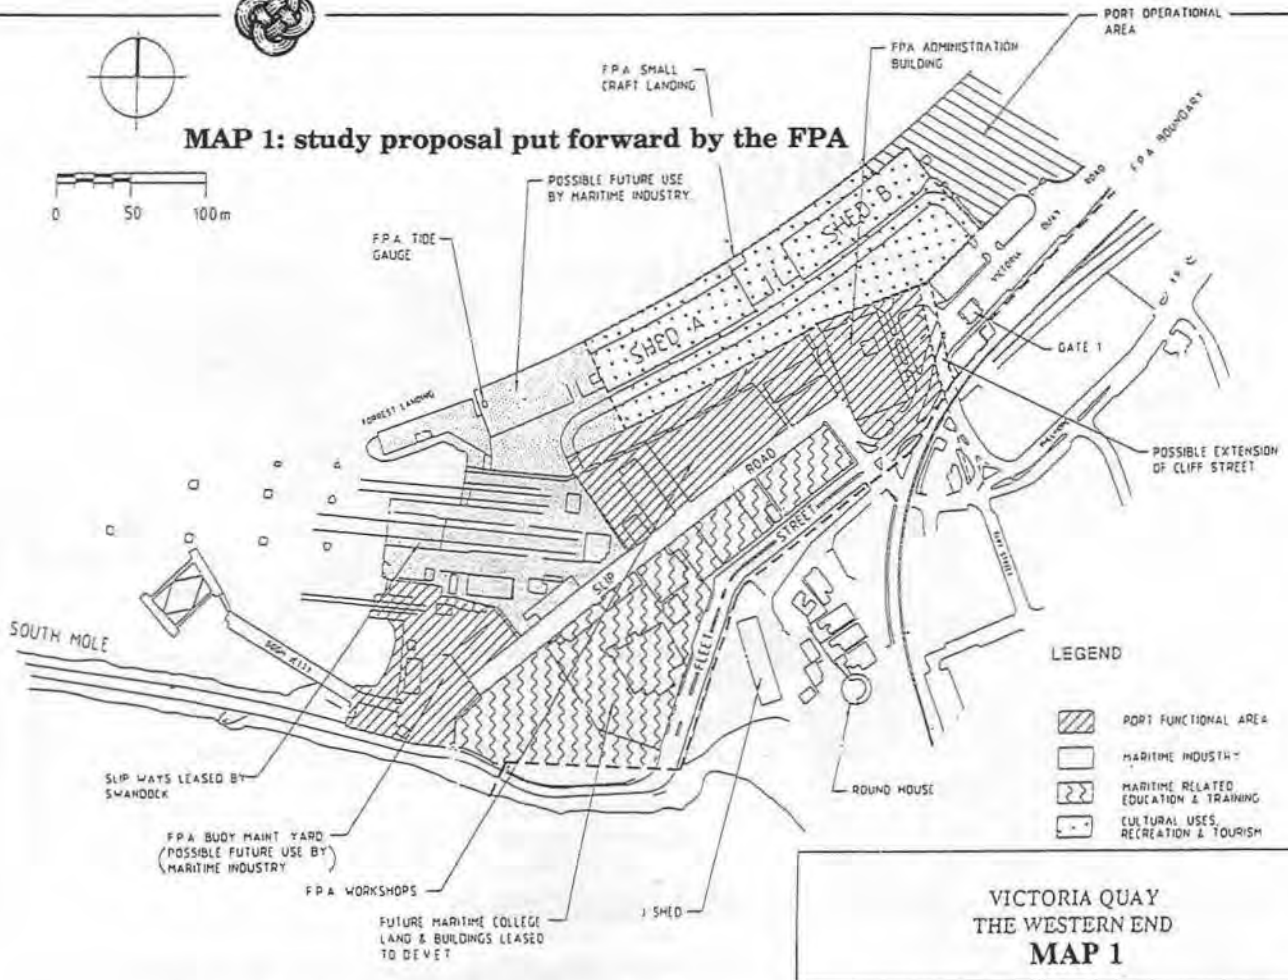 PORT OPERATIONAL
AREA
FPA ADMINISTRATION
BUILDING
F.P.A SMALL
CRAFT LANDING
MAP 1: study proposal put forward by the FPA
F.P.A BOUNDARY
ROAD
QUAY
VICTORIA
POSSIBLE FUTURE USE
BY MARITIME INDUSTRY.
0 50 100m
F.P.A. TIDE
GAUGE
SHED B
SHED A
GATE 1
FORREST LANDING
POSSIBLE EXTENSION
OF CLIFF STREET
ROAD
SLIP
STREET
FLEET
SOUTH MOLE
LEGEND
PORT FUNCTIONAL AREA
MARITIME INDUSTRY
MARITIME RELATED
EDUCATION & TRAINING
CULTURAL USES,
RECREATION & TOURISM
SLIP WAYS LEASED BY
SWANDOCK
ROUND HOUSE
F.P.A BUOY MAINT YARD
(POSSIBLE FUTURE USE BY
MARITIME INDUSTRY)
F.P.A WORKSHOPS
FUTURE MARITIME COLLEGE
LAND & BUILDINGS LEASED
TO DEVET
J SHED
VICTORIA QUAY
THE WESTERN END
MAP 1